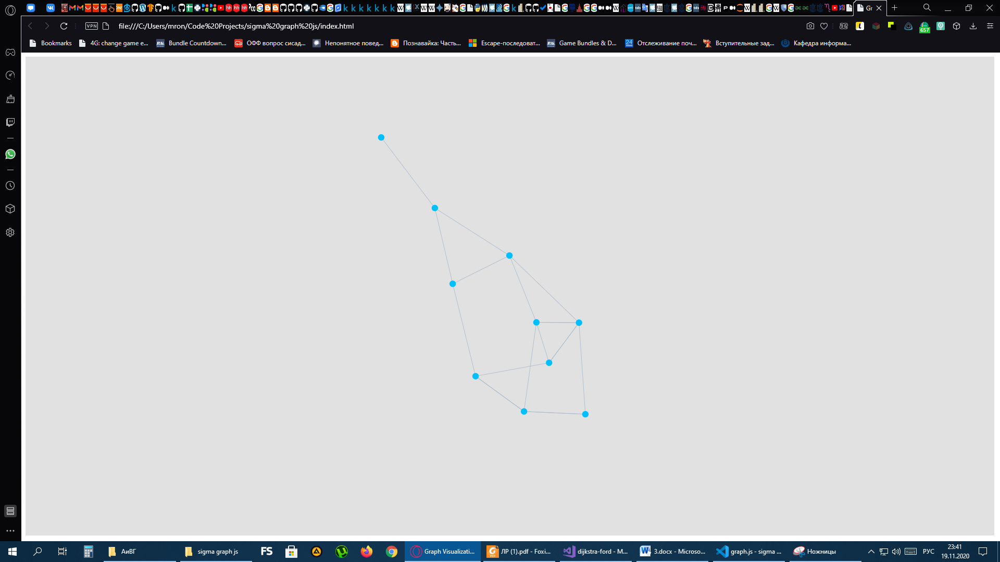 Gr
VPN
file:///C:/Users/mron/Code%20Projects/sigma%20graph%20js/index.html
657
Bookmarks
4G: change game e...
Bundle Countdown...
ОФФ вопрос сисад...
Непонятное повед...
Познавайка: Часть...
Escape-последоват...
Game Bundles & D...
24
Отслеживание поч...
Вступительные зад...
Кафедра информа...
АиВГ
sigma graph js
FS
Graph Visualizati...
ЛР (1).pdf - Foxi...
dijkstra-ford - M...
3.docx - Microso...
graph.js - sigma ...
Ножницы
РУС
23:41
19.11.2020